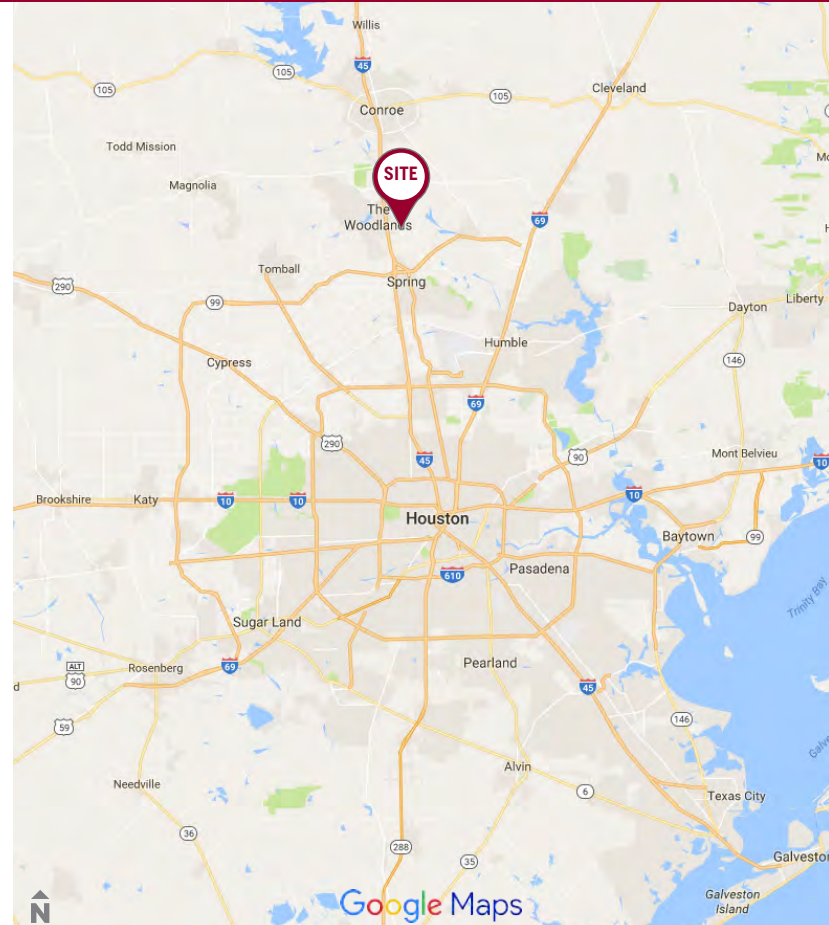 Willis
45
105
Cleveland
105
105
Conroe
Todd Mission
SITE
Magnolia
The
Woodlands
69
Tomball
Spring
290
99
Liberty
Dayton
Humble
146
Cypress
69
290
45
90
Mont Belvieu
10
Brookshire
Katy
10
10
10
Houston
Baytown
99
Pasadena
610
Trinity Bay
Sugar Land
Pearland
ALT
90
Rosenberg
69
45
59
146
Alvin
Needville
6
Texas City
36
288
35
Galveston
Google Maps
Galveston
Island
N